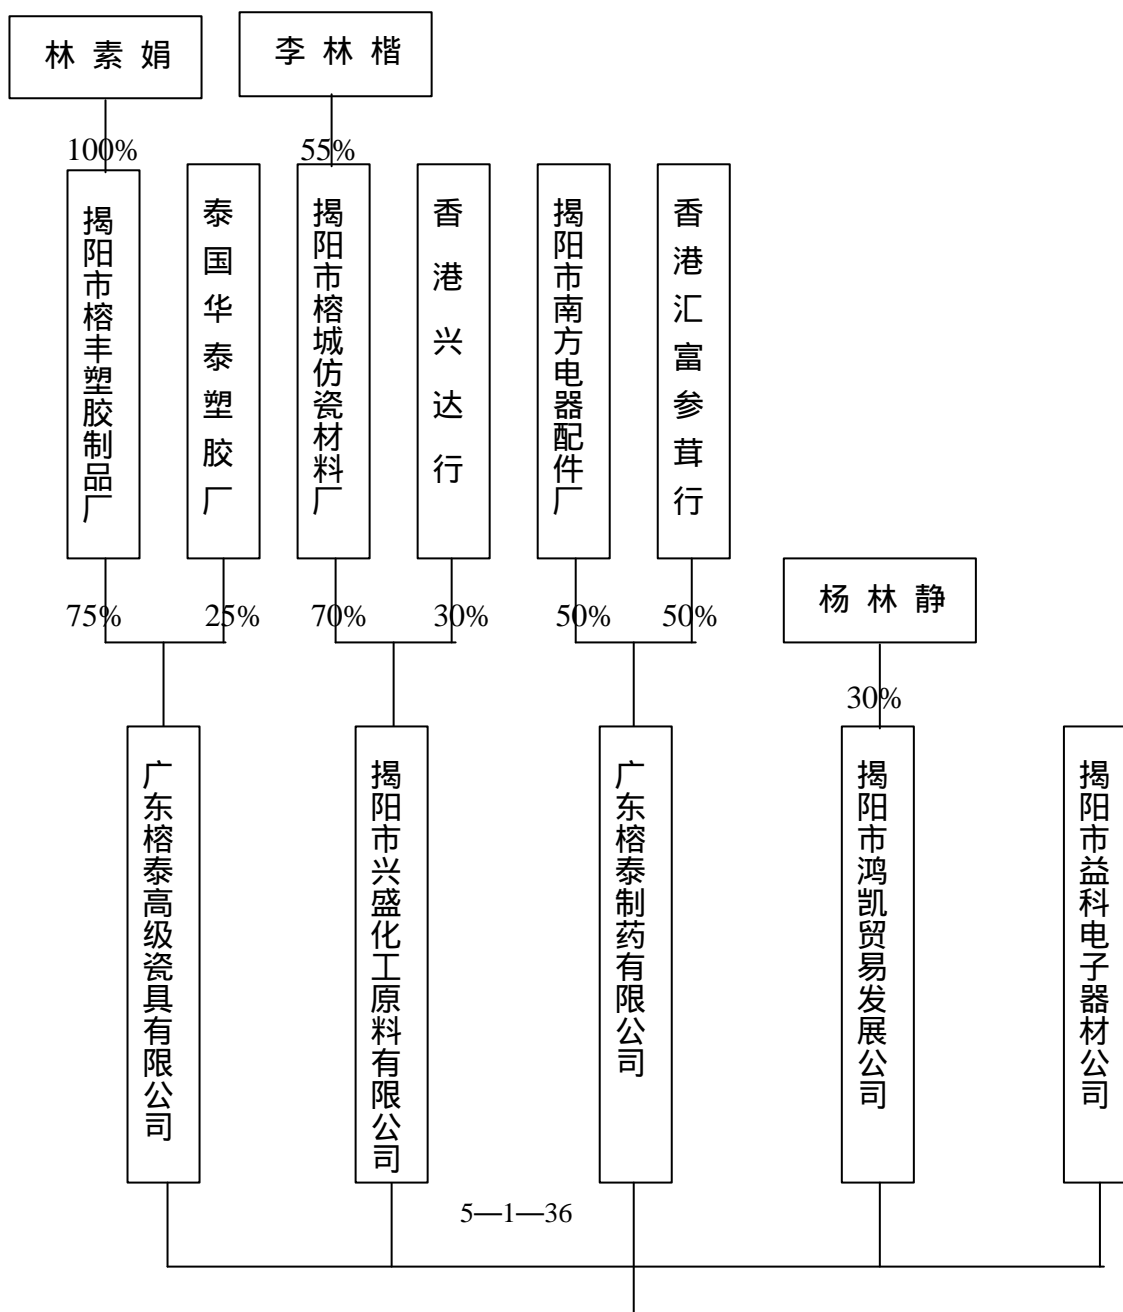 林素娟
李林楷
100%
55%
揭阳市榕丰塑胶制品厂
泰国华泰塑胶厂
揭阳市榕城仿瓷材料厂
香港兴达行
揭阳市南方电器配件厂
香港汇富参茸行
75%
25%
70%
30%
50%
50%
杨林静
30%
广东榕泰高级瓷具有限公司
揭阳市兴盛化工原料有限公司
广东榕泰制药有限公司
揭阳市鸿凯贸易发展公司
揭阳市益科电子器材公司
5—1—36